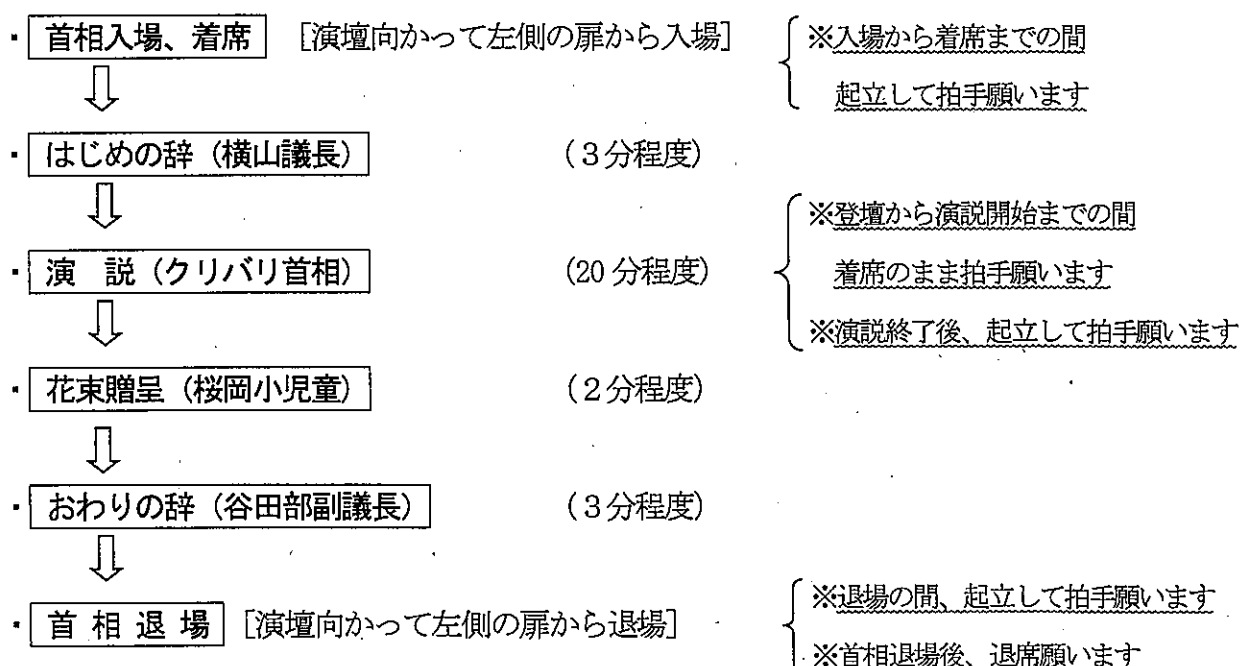 ・首相入場、着席 [演壇向かって左側の扉から入場] ※入場から着席までの間
起立して拍手願います
・はじめの辞（横山議長） (３分程度)
※登壇から演説開始までの間
・演　説（クリバリ首相） (20分程度) 着席のまま拍手願います
※演説終了後、起立して拍手願います
・花束贈呈（桜岡小児童） (２分程度)
・おわりの辞（谷田部副議長） (３分程度)
※退場の間、起立して拍手願います
・首 相 退 場 [演壇向かって左側の扉から退場]
※首相退場後、退席願います